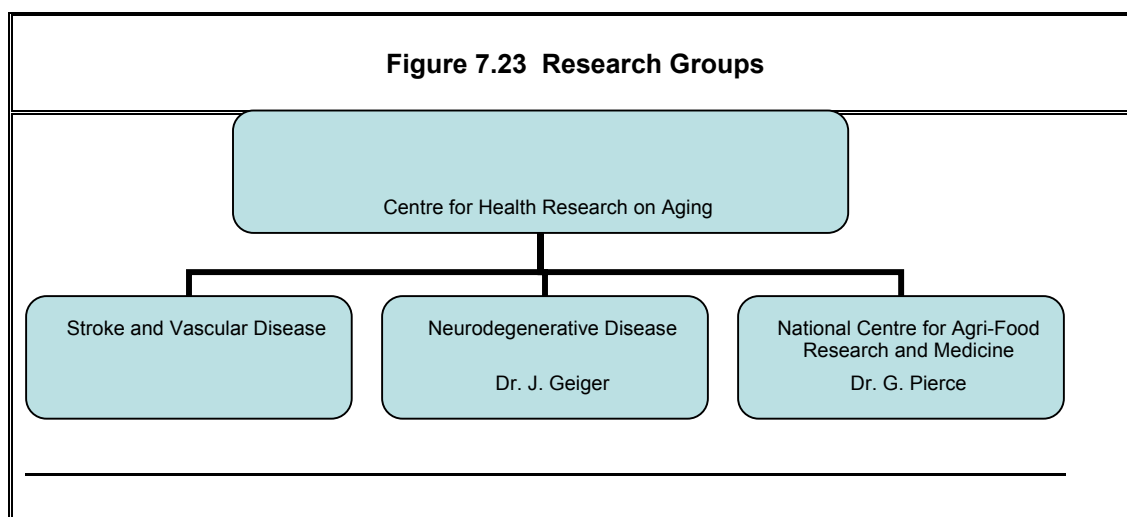 Figure 7.23 Research Groups
Centre for Health Research on Aging
Stroke and Vascular Disease
Neurodegenerative Disease
Dr. J. Geiger
National Centre for Agri-Food
Research and Medicine
Dr. G. Pierce